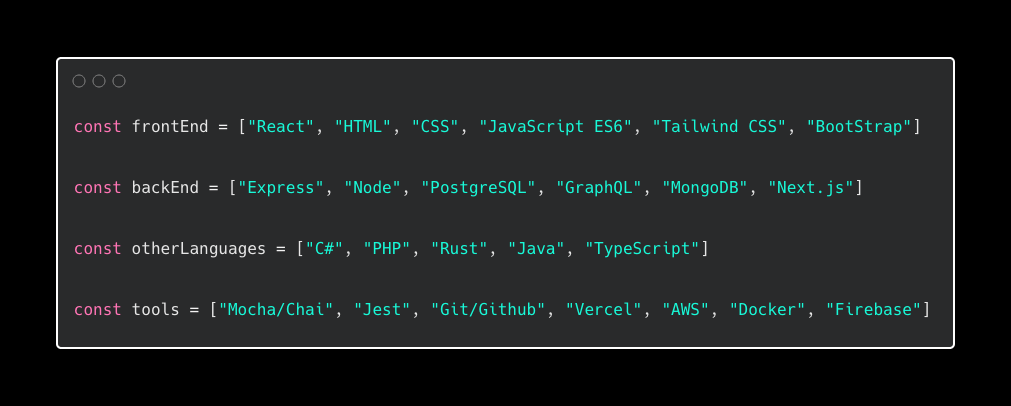 const frontEnd = ["React", "HTML", "CSS", "JavaScript ES6", "Tailwind CSS", "BootStrap"]
const backEnd = ["Express", "Node", "PostgreSQL", "GraphQL", "MongoDB", "Next.js"]
const otherLanguages = ["C#", "PHP", "Rust", "Java", "TypeScript"]
const tools = ["Mocha/Chai", "Jest", "Git/Github", "Vercel", "AWS", "Docker", "Firebase"]